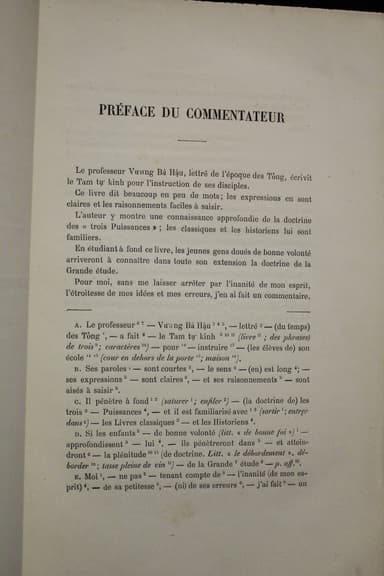 PRÉFACE DU COMMENTATEUR
Le professeur Vương Bá Hậu, lettré de l'époque des Tông, écrivit
le Tam tự kinh pour l'instruction de ses disciples.
Ce livre dit beaucoup en peu de mots; les expressions en sont
claires et les raisonnements faciles à saisir.
L'auteur y montre une connaissance approfondie de la doctrine
des « trois Puissances »; les classiques et les historiens lui sont
familiers.
En étudiant à fond ce livre, les jeunes gens doués de bonne volonté
arriveront à connaître dans toute son extension la doctrine de la
Grande étude.
Pour moi, sans me laisser arrêter par l'inanité de mon esprit,
l'étroitesse de mes idées et mes erreurs, j'en ai fait un commentaire.
A. Le professeur — Vương Bá Hậu, — lettré — (du temps)
des Tông, — a fait — le Tam tự kinh (livre; des phrases
de trois; caractères) — pour — instruire — (les élèves de) son
école (cour en dehors de la porte; maison).
B. Ses paroles — sont courtes, — le sens — (en) est long; —
ses expressions — sont claires, — et ses raisonnements — sont
aisés à saisir.
C. Il pénètre à fond (saturer; enfiler) — (la doctrine de) les
trois — Puissances, — et il est familiarisé avec (sortir; entrer
dans) — les Livres classiques — et les Historiens.
D. Si les enfants — de bonne volonté (litt. « de bonne foi ») —
approfondissent — lui, — ils pénétreront dans — et attein-
dront — la plénitude (de doctrine. Litt. « le débordement », dé-
border; tasse pleine de vin) — de la Grande étude — p. aff.
E. Moi, — ne pas — tenant compte de — l'inanité (de mon es-
prit), — de sa petitesse, — (ni) de ses erreurs, — j'ai fait — un